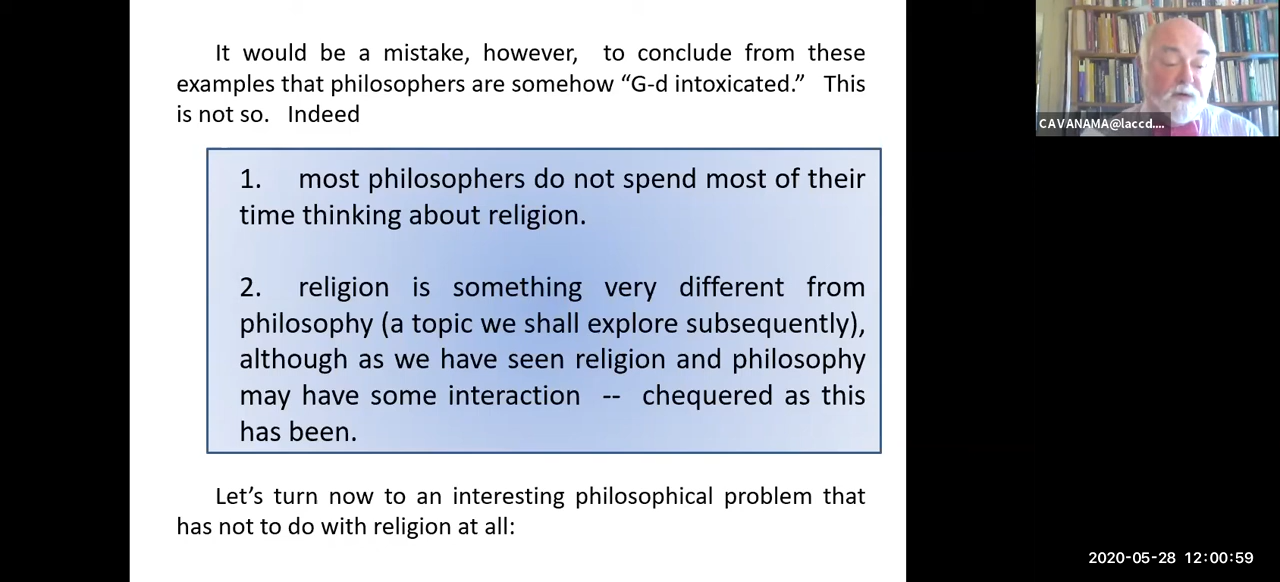 It would be a mistake, however, to conclude from these
examples that philosophers are somehow “G-d intoxicated.” This
is not so. Indeed
1. most philosophers do not spend most of their
time thinking about religion.
2. religion is something very different from
philosophy (a topic we shall explore subsequently),
although as we have seen religion and philosophy
may have some interaction -- chequered as this
has been.
Let’s turn now to an interesting philosophical problem that
has not to do with religion at all:
CAVANAMA@laccd....
2020-05-28 12:00:59